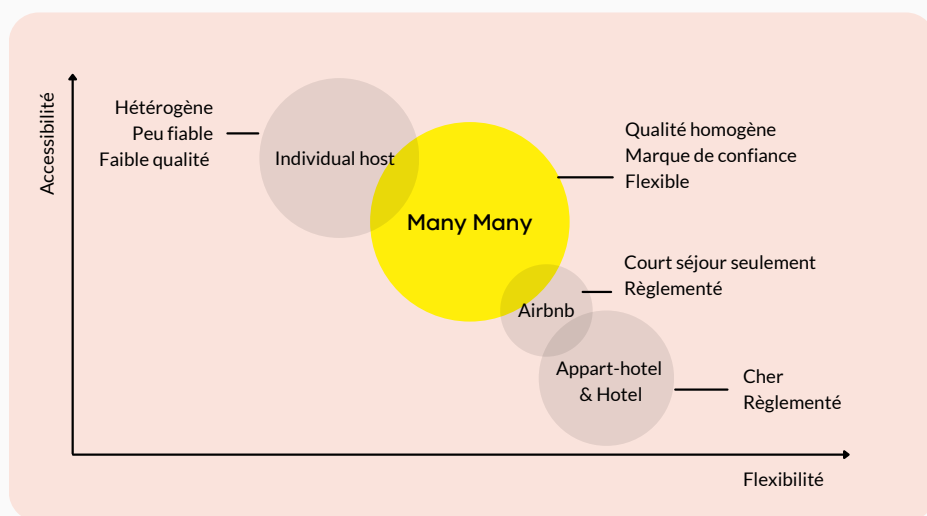 Accessibilité
Hétérogène
Peu fiable
Faible qualité
Individual host
Many Many
Qualité homogène
Marque de confiance
Flexible
Court séjour seulement
Règlementé
Airbnb
Appart-hotel
& Hotel
Cher
Règlementé
Flexibilité